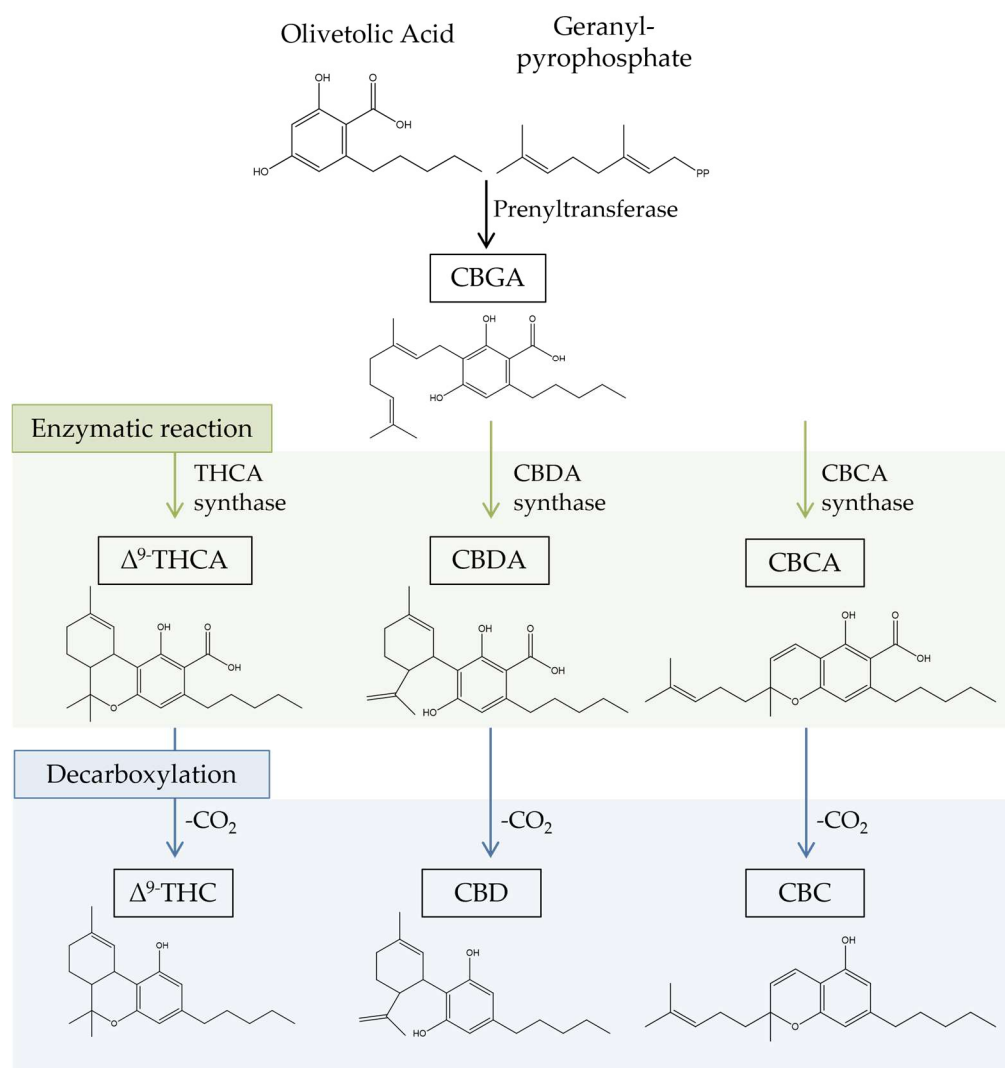 Olivetolic Acid
Geranyl-
pyrophosphate
OH
O
OH
HO
PP
Prenyltransferase
CBGA
OH
O
OH
HO
Enzymatic reaction
THCA
synthase
CBDA
synthase
CBCA
synthase
Δ⁹-THCA
CBDA
CBCA
OH
O
OH
O
OH
O
OH
HO
OH
O
OH
O
Decarboxylation
-CO₂
-CO₂
-CO₂
Δ⁹-THC
CBD
CBC
OH
O
OH
HO
OH
O